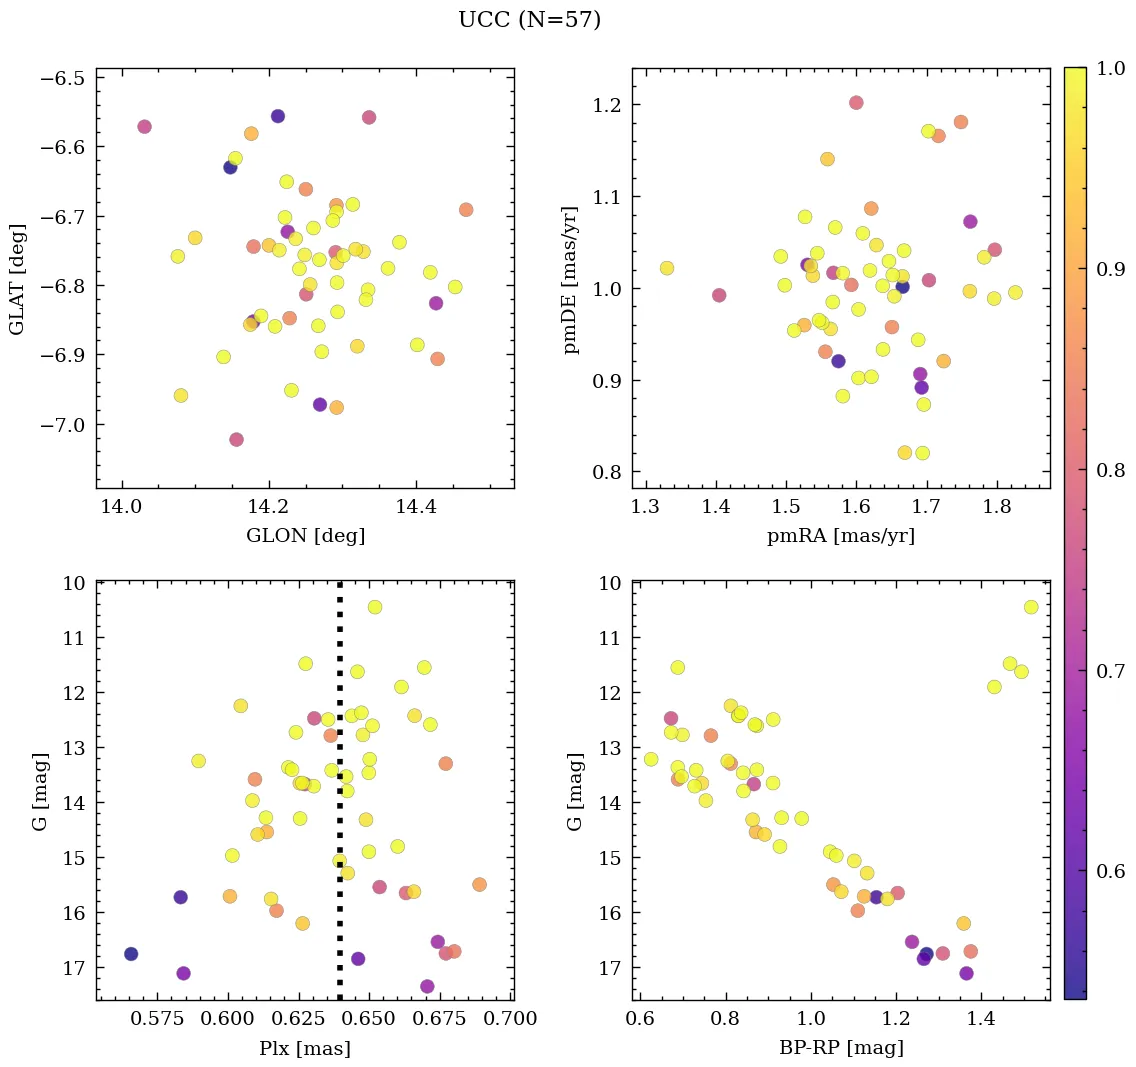 UCC (N=57)
−6.5
−6.6
−6.7
−6.8
−6.9
−7.0
GLAT [deg]
14.0 14.2 14.4
GLON [deg]
1.2
1.1
1.0
0.9
0.8
pmDE [mas/yr]
1.3 1.4 1.5 1.6 1.7 1.8
pmRA [mas/yr]
1.0
0.9
0.8
0.7
0.6
10
11
12
13
14
15
16
17
G [mag]
0.575 0.600 0.625 0.650 0.675 0.700
Plx [mas]
10
11
12
13
14
15
16
17
G [mag]
0.6 0.8 1.0 1.2 1.4
BP-RP [mag]